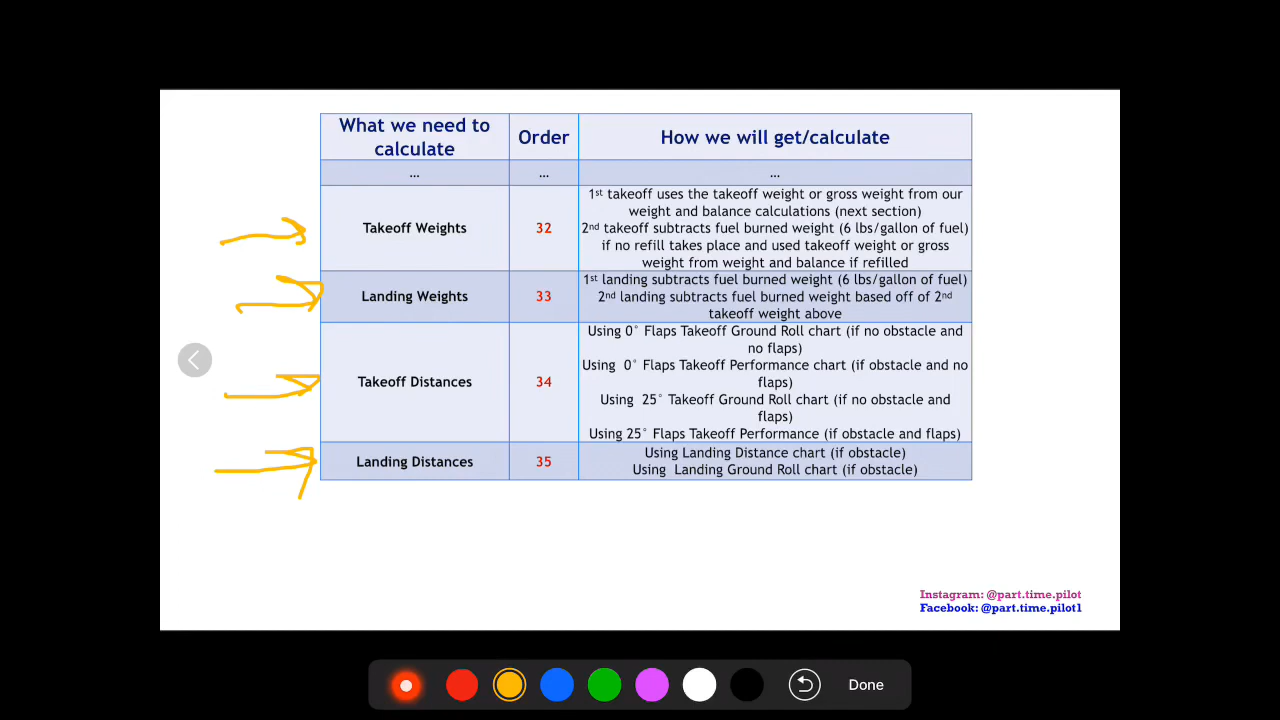 What we need to
calculate
Order
How we will get/calculate
...
...
...
Takeoff Weights
32
1st takeoff uses the takeoff weight or gross weight from our
weight and balance calculations (next section)
2nd takeoff subtracts fuel burned weight (6 lbs/gallon of fuel)
if no refill takes place and used takeoff weight or gross
weight from weight and balance if refilled
Landing Weights
33
1st landing subtracts fuel burned weight (6 lbs/gallon of fuel)
2nd landing subtracts fuel burned weight based off of 2nd
takeoff weight above
Takeoff Distances
34
Using 0° Flaps Takeoff Ground Roll chart (if no obstacle and
no flaps)
Using 0° Flaps Takeoff Performance chart (if obstacle and no
flaps)
Using 25° Takeoff Ground Roll chart (if no obstacle and
flaps)
Using 25° Flaps Takeoff Performance (if obstacle and flaps)
Landing Distances
35
Using Landing Distance chart (if obstacle)
Using Landing Ground Roll chart (if obstacle)
Instagram: @part.time.pilot
Facebook: @part.time.pilot1
Done